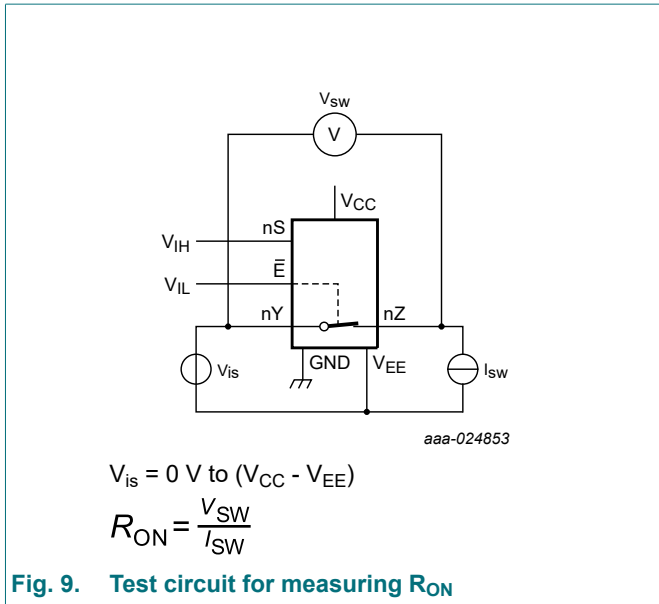 VSW
V
VCC
nS
VIH
E̅
VIL
nY
nZ
GND
VEE
Vis
Isw
aaa-024853
Vis = 0 V to (VCC - VEE)
RON = VSW / ISW
Fig. 9. Test circuit for measuring RON